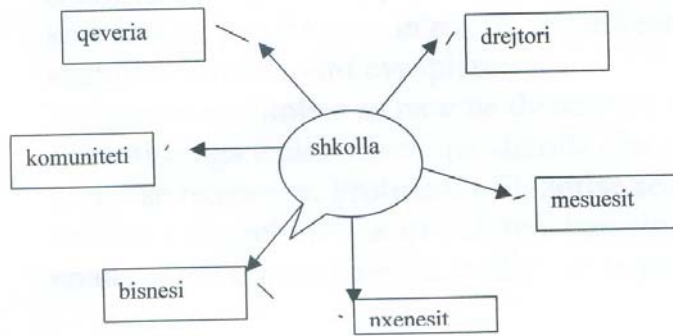 qeveria
drejtori
komuniteti
shkolla
mesuesit
bisnesi
nxenesit